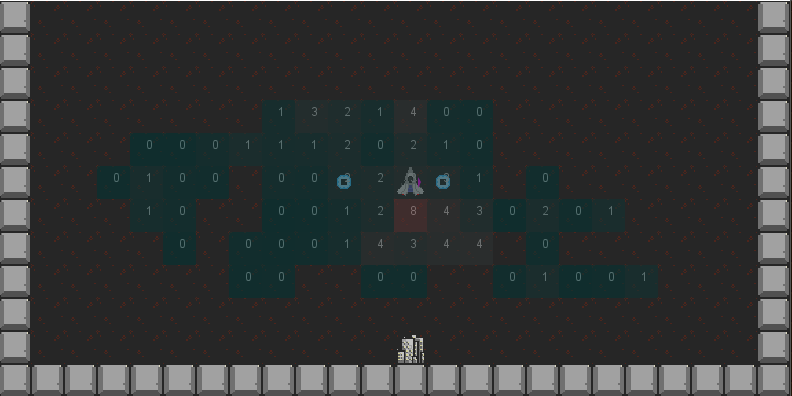 1 3 2 1 4 0 0
0 0 0 1 1 1 2 0 2 1 0
0 1 0 0 0 0 2 1 0
1 0 0 0 1 2 8 4 3 0 2 0 1
0 0 0 0 1 4 3 4 4 0
0 0 0 0 0 1 0 0 1